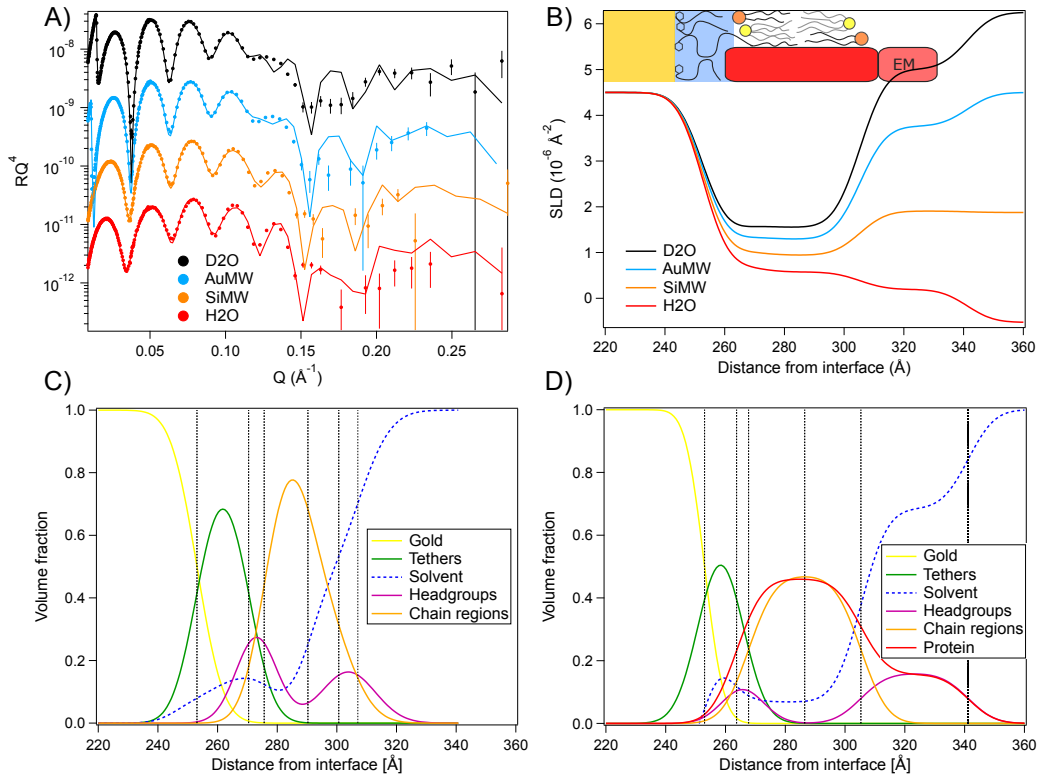 A)
10⁻⁸
10⁻⁹
10⁻¹⁰
10⁻¹¹
10⁻¹²
RQ⁴
D2O
AuMW
SiMW
H2O
0.05
0.10
0.15
0.20
0.25
Q (Å⁻¹)
B)
6
5
4
3
2
1
0
SLD (10⁻⁶ Å⁻²)
EM
D2O
AuMW
SiMW
H2O
220
240
260
280
300
320
340
360
Distance from interface (Å)
C)
1.0
0.8
0.6
0.4
0.2
0.0
Volume fraction
Gold
Tethers
Solvent
Headgroups
Chain regions
220
240
260
280
300
320
340
360
Distance from interface [Å]
D)
1.0
0.8
0.6
0.4
0.2
0.0
Volume fraction
Gold
Tethers
Solvent
Headgroups
Chain regions
Protein
220
240
260
280
300
320
340
360
Distance from interface [Å]